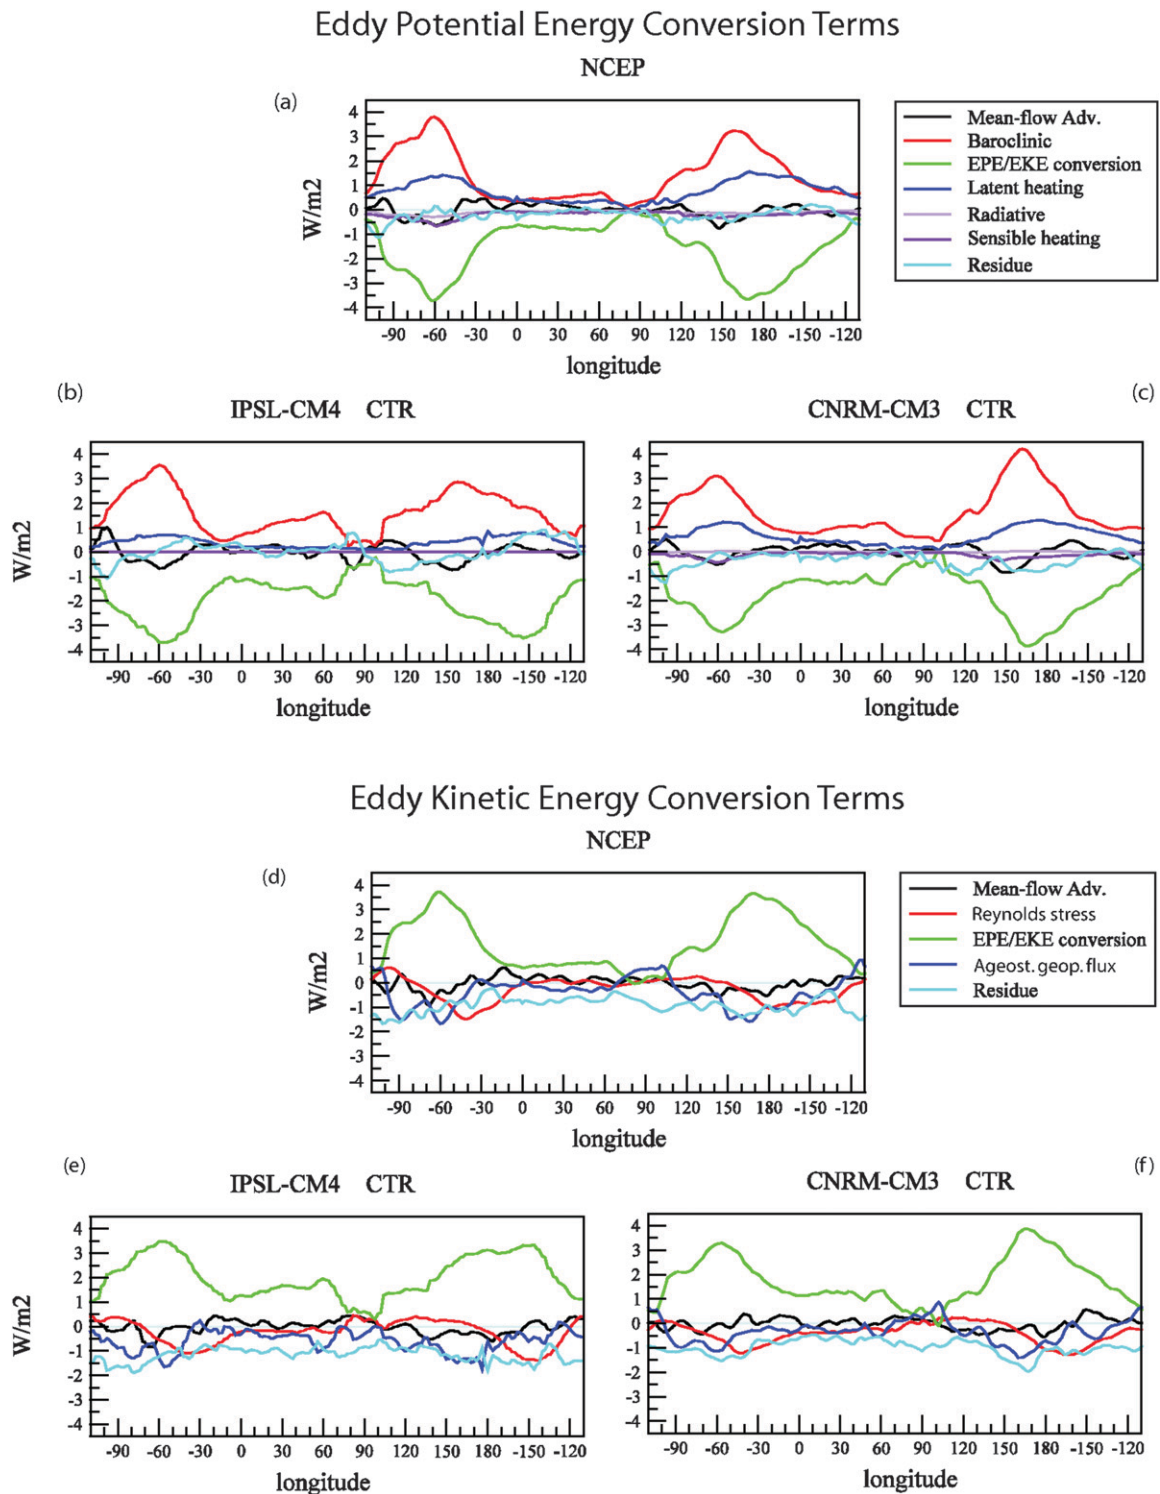 Eddy Potential Energy Conversion Terms
NCEP
(a)
W/m2
4
3
2
1
0
-1
-2
-3
-4
-90 -60 -30 0 30 60 90 120 150 180 -150 -120
longitude
Mean-flow Adv.
Baroclinic
EPE/EKE conversion
Latent heating
Radiative
Sensible heating
Residue
(b)
IPSL-CM4 CTR
W/m2
4
3
2
1
0
-1
-2
-3
-4
-90 -60 -30 0 30 60 90 120 150 180 -150 -120
longitude
(c)
CNRM-CM3 CTR
4
3
2
1
0
-1
-2
-3
-4
-90 -60 -30 0 30 60 90 120 150 180 -150 -120
longitude
Eddy Kinetic Energy Conversion Terms
NCEP
(d)
W/m2
4
3
2
1
0
-1
-2
-3
-4
-90 -60 -30 0 30 60 90 120 150 180 -150 -120
longitude
Mean-flow Adv.
Reynolds stress
EPE/EKE conversion
Ageost. geop. flux
Residue
(e)
IPSL-CM4 CTR
W/m2
4
3
2
1
0
-1
-2
-3
-4
-90 -60 -30 0 30 60 90 120 150 180 -150 -120
longitude
(f)
CNRM-CM3 CTR
4
3
2
1
0
-1
-2
-3
-4
-90 -60 -30 0 30 60 90 120 150 180 -150 -120
longitude